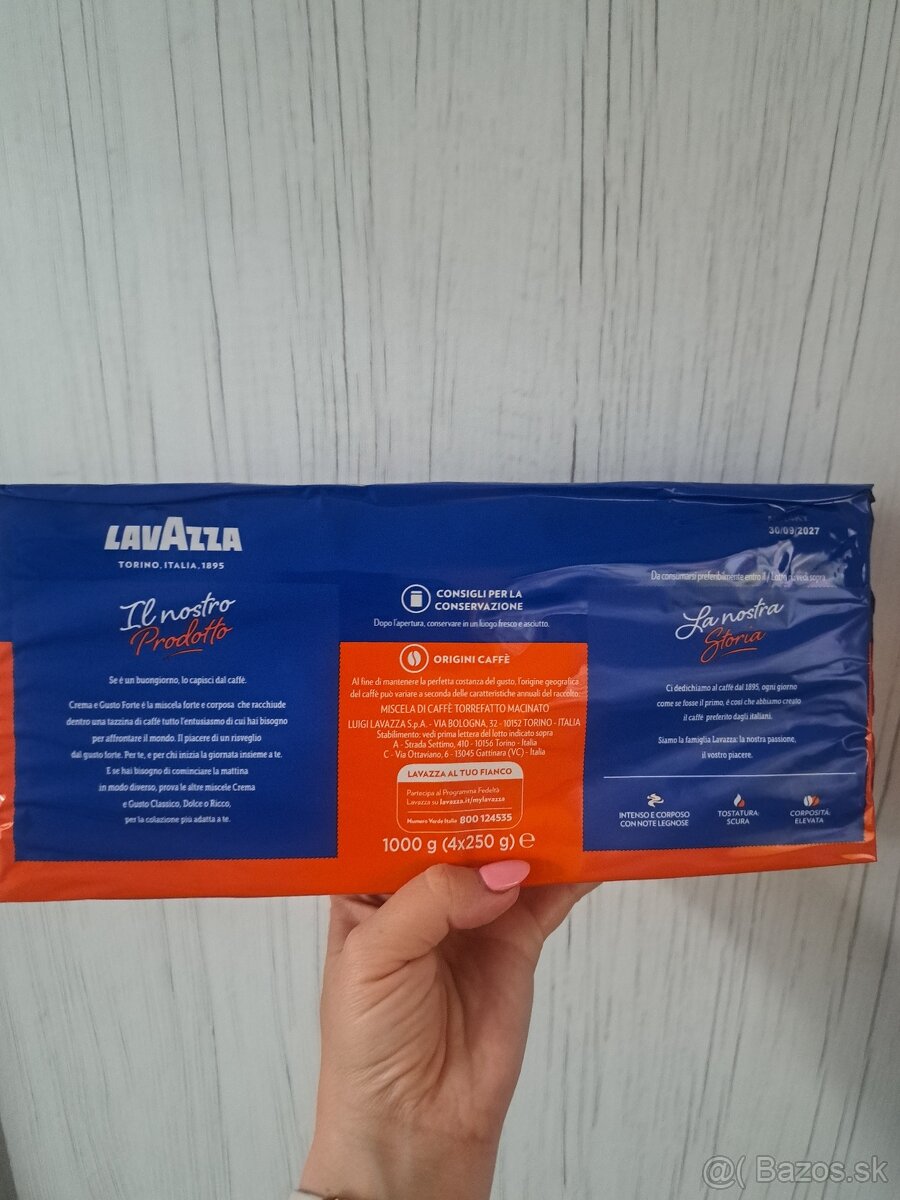 LAVAZZA
TORINO, ITALIA, 1895
Il nostro
Prodotto
Se è un buongiorno, lo capisci dal caffè.
Crema e Gusto Forte è la miscela forte e corposa che racchiude
dentro una tazzina di caffè tutto l'entusiasmo di cui hai bisogno
per affrontare il mondo. Il piacere di un risveglio
dal gusto forte. Per te, e per chi inizia la giornata insieme a te.
E se hai bisogno di cominciare la mattina
in modo diverso, prova le altre miscele Crema
e Gusto Classico, Dolce o Ricco,
per la colazione più adatta a te.
CONSIGLI PER LA
CONSERVAZIONE
Dopo l'apertura, conservare in un luogo fresco e asciutto.
ORIGINI CAFFÈ
Al fine di mantenere la perfetta costanza del gusto, l'origine geografica
del caffè può variare a seconda delle caratteristiche annuali del raccolto.
MISCELA DI CAFFÈ TORREFATTO MACINATO
LUIGI LAVAZZA S.p.A. - VIA BOLOGNA, 32 - 10152 TORINO - ITALIA
Stabilimento: vedi prima lettera del lotto indicato sopra
A - Strada Settimo, 410 - 10156 Torino - Italia
C - Via Ottaviano, 6 - 13045 Gattinara (VC) - Italia
LAVAZZA AL TUO FIANCO
Partecipa al Programma Fedeltà
Lavazza su lavazza.it/mylavazza
Numero Verde Italia 800 124535
1000 g (4x250 g) e
30/09/2027
Da consumarsi preferibilmente entro il / Lotto: vedi sopra.
La nostra
Storia
Ci dedichiamo al caffè dal 1895, ogni giorno
come se fosse il primo, è così che abbiamo creato
il caffè preferito dagli italiani.
Siamo la famiglia Lavazza: la nostra passione,
il vostro piacere.
INTENSO E CORPOSO
CON NOTE LEGNOSE
TOSTATURA:
SCURA
CORPOSITÀ:
ELEVATA
@( Bazos.sk